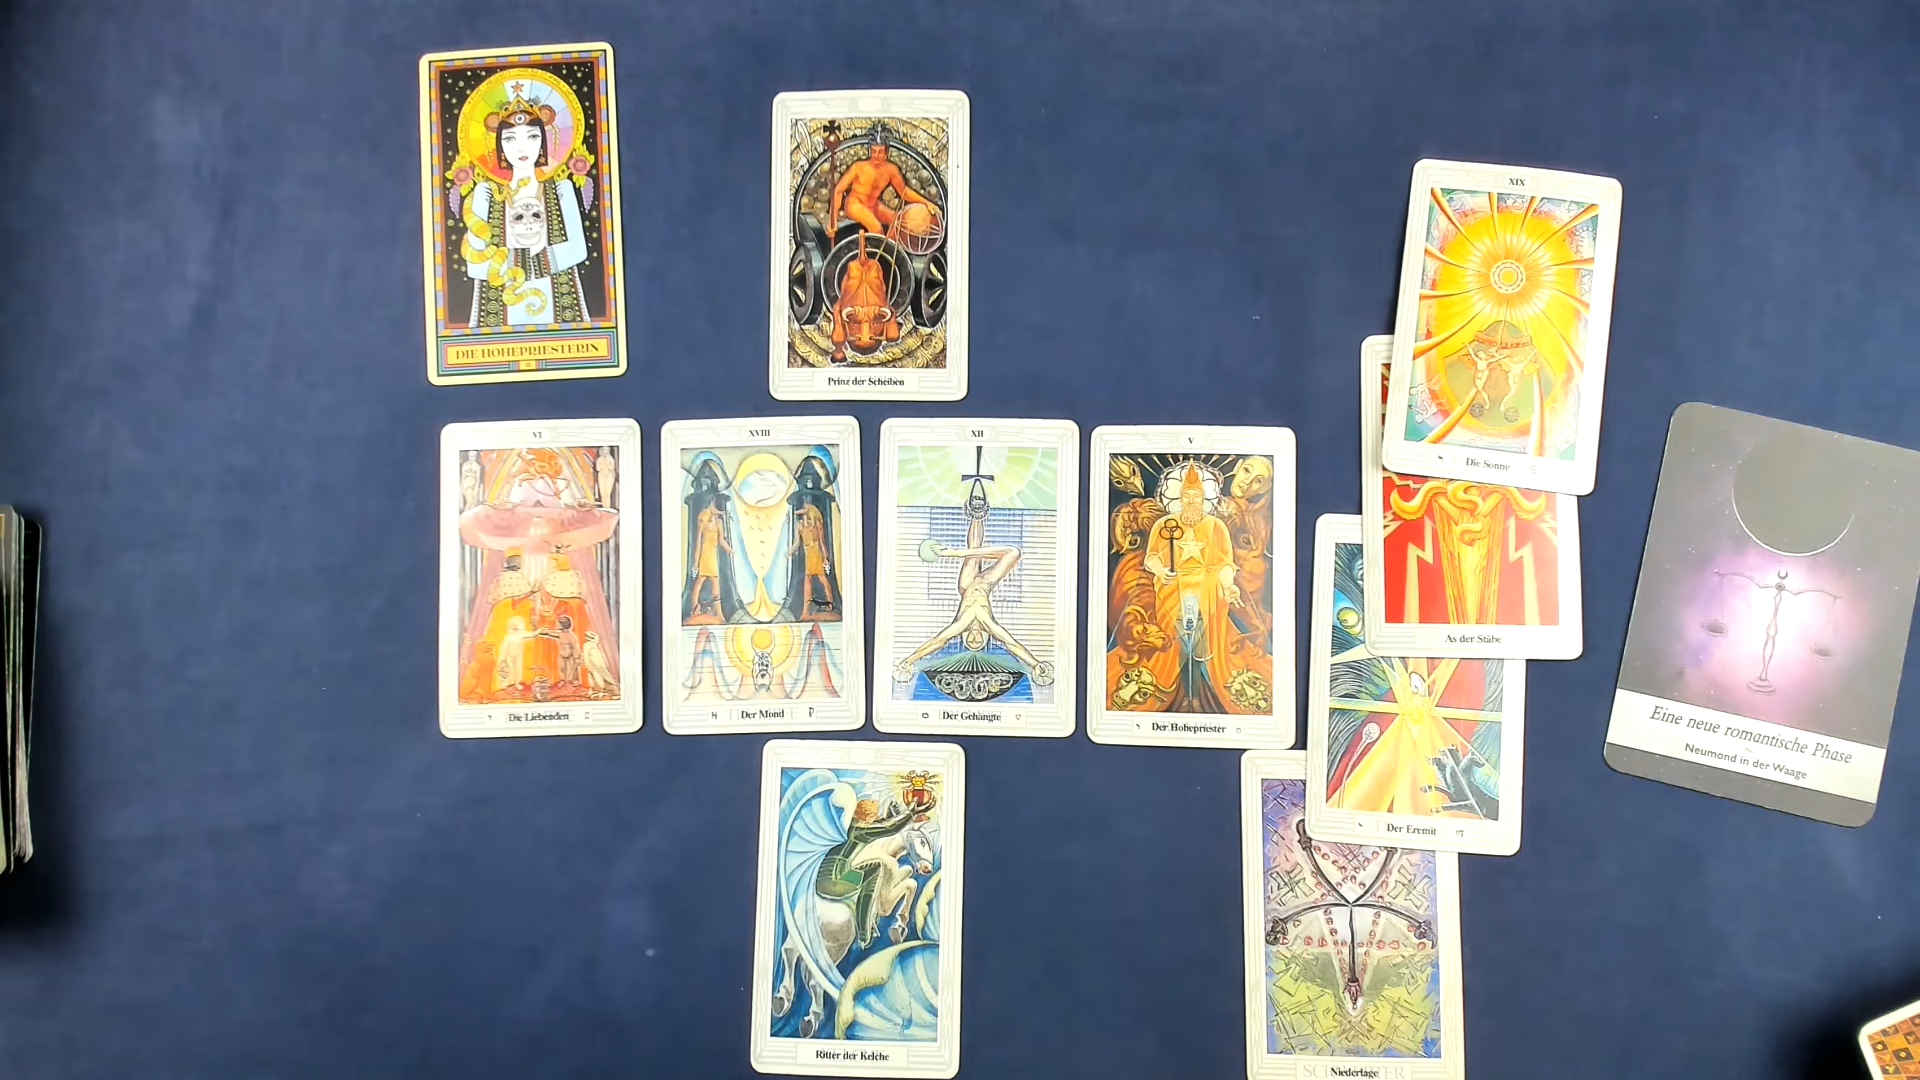 DIE HOHEPRIESTERIN
II
Prinz der Scheiben
XIX
Die Sonne
VI
Die Liebenden
XVIII
Der Mond
XII
Der Gehängte
V
Der Hohepriester
As der Stäbe
Der Eremit
Eine neue romantische Phase
Neumond in der Waage
Ritter der Kelche
Niederlage